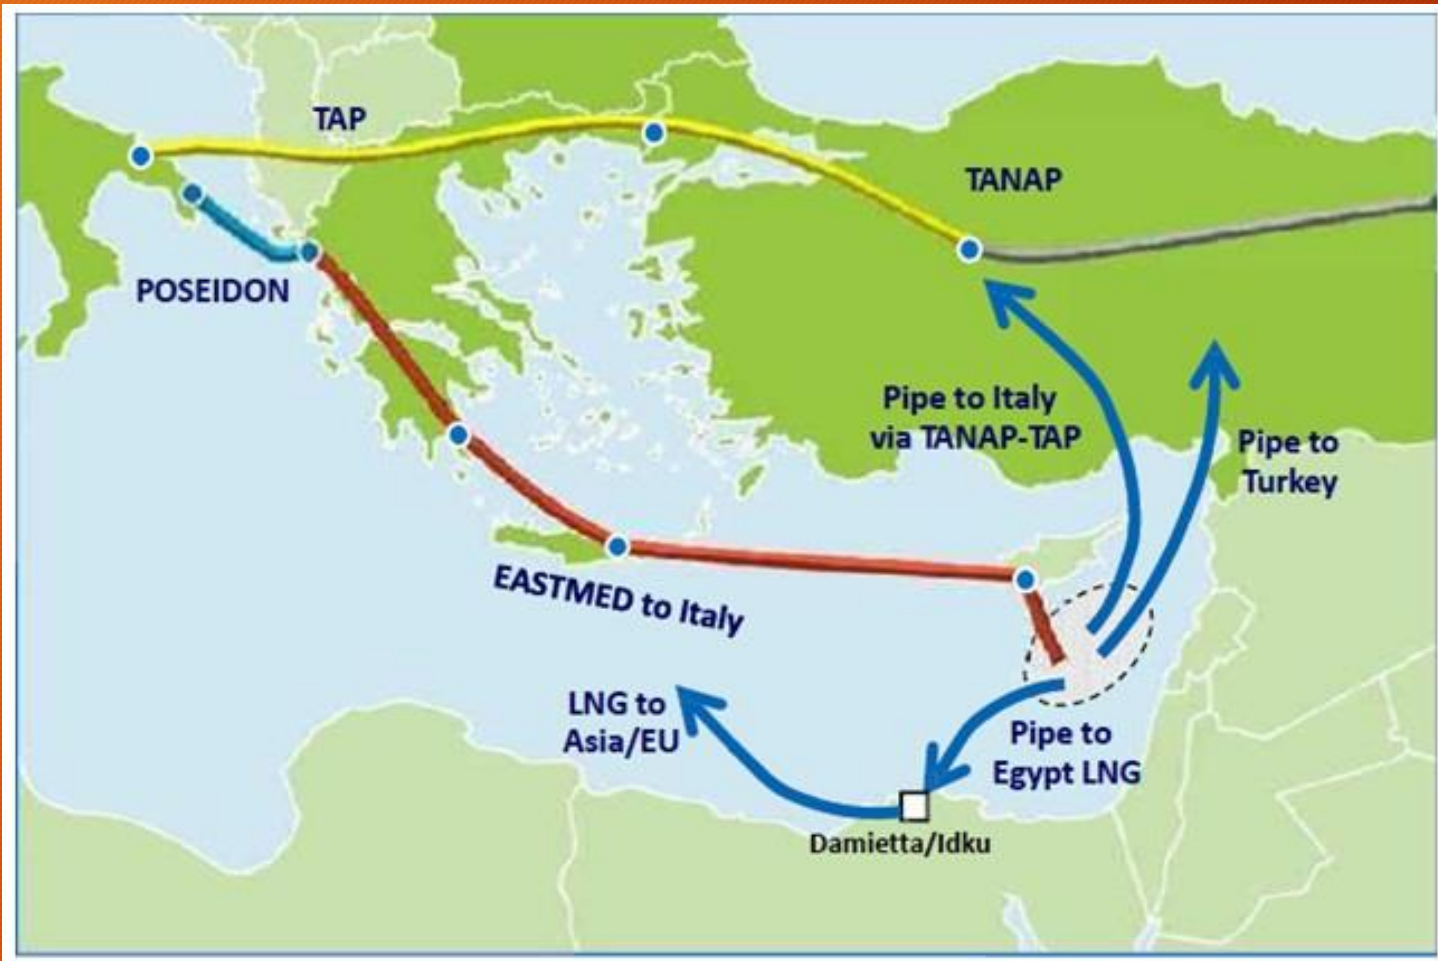 TAP
TANAP
POSEIDON
Pipe to Italy
via TANAP-TAP
Pipe to
Turkey
EASTMED to Italy
LNG to
Asia/EU
Pipe to
Egypt LNG
Damietta/Idku